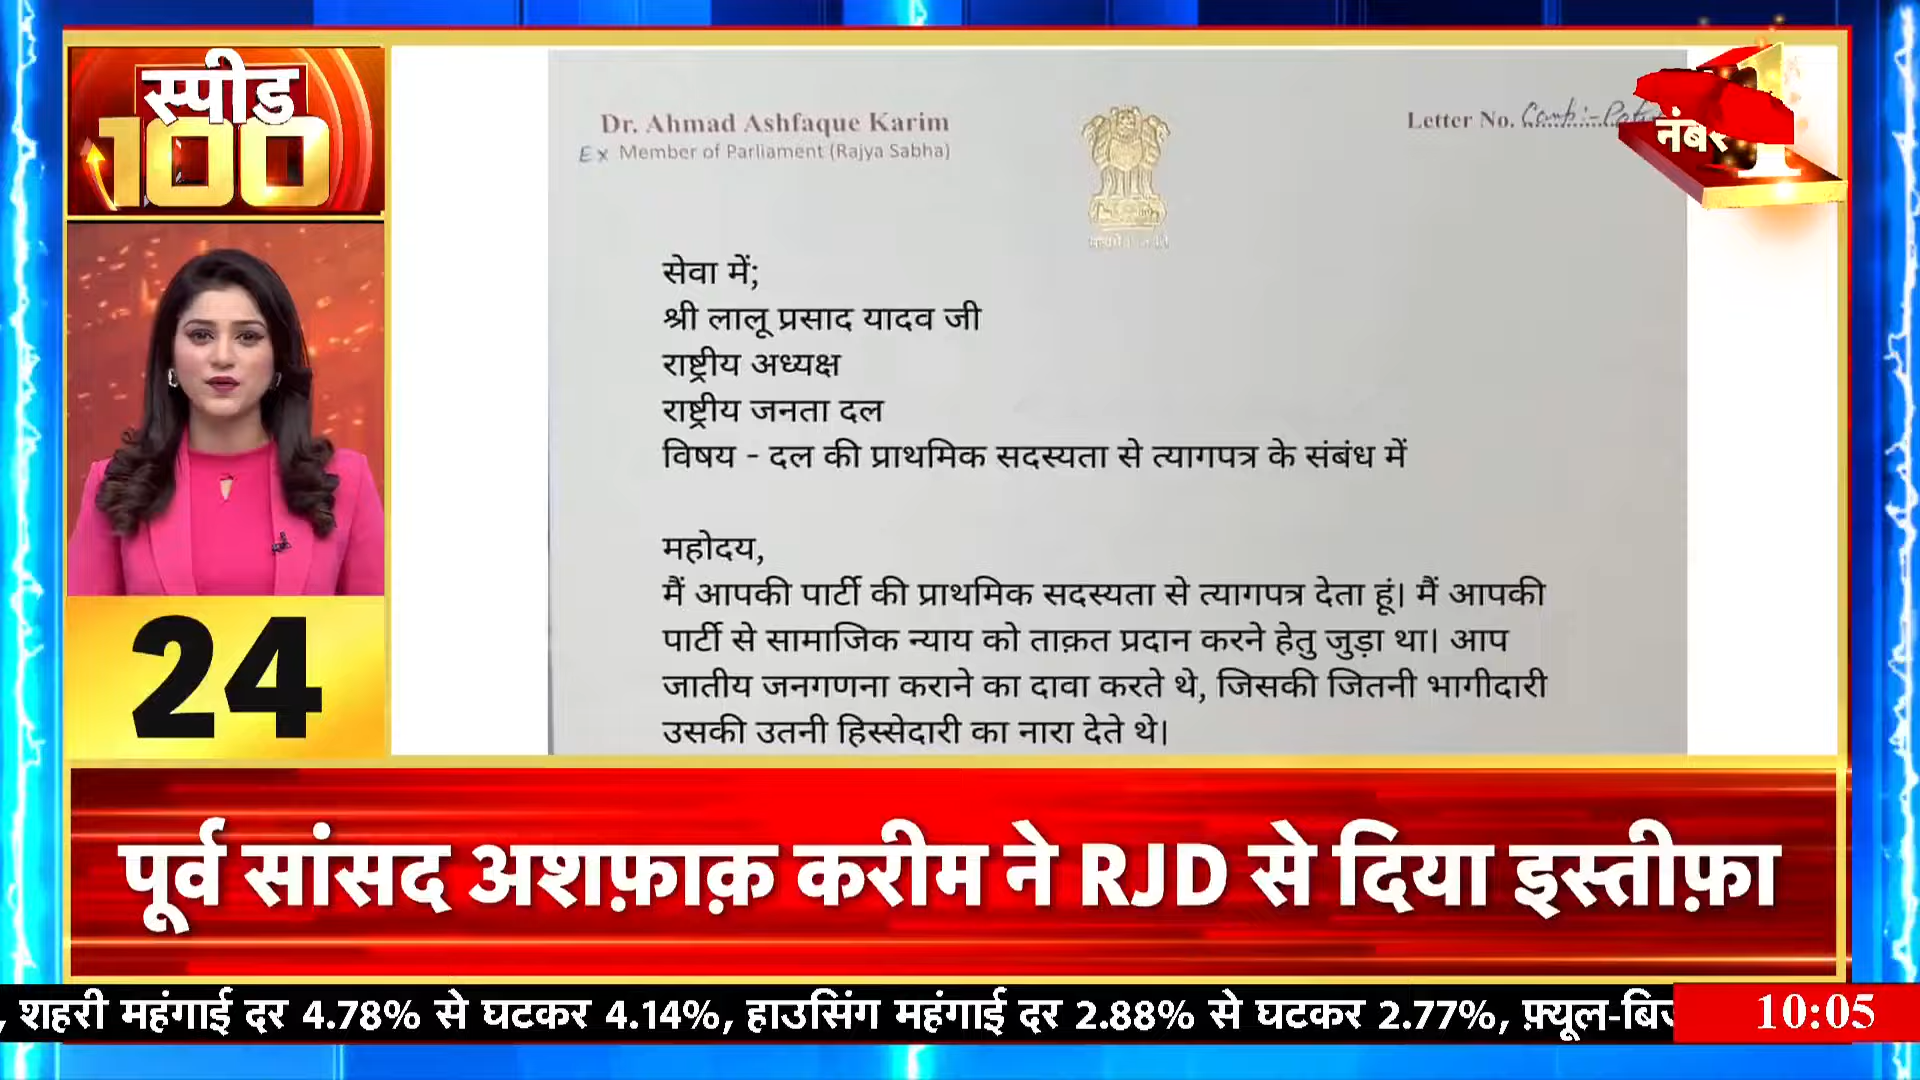 स्पीड
100
नंबर 1
Dr. Ahmad Ashfaque Karim
Ex Member of Parliament (Rajya Sabha)
Letter No.
सेवा में;
श्री लालू प्रसाद यादव जी
राष्ट्रीय अध्यक्ष
राष्ट्रीय जनता दल
विषय - दल की प्राथमिक सदस्यता से त्यागपत्र के संबंध में
महोदय,
मैं आपकी पार्टी की प्राथमिक सदस्यता से त्यागपत्र देता हूं। मैं आपकी
पार्टी से सामाजिक न्याय को ताक़त प्रदान करने हेतु जुड़ा था। आप
जातीय जनगणना कराने का दावा करते थे, जिसकी जितनी भागीदारी
उसकी उतनी हिस्सेदारी का नारा देते थे।
24
पूर्व सांसद अशफ़ाक़ करीम ने RJD से दिया इस्तीफ़ा
, शहरी महंगाई दर 4.78% से घटकर 4.14%, हाउसिंग महंगाई दर 2.88% से घटकर 2.77%, फ़्यूल-
10:05